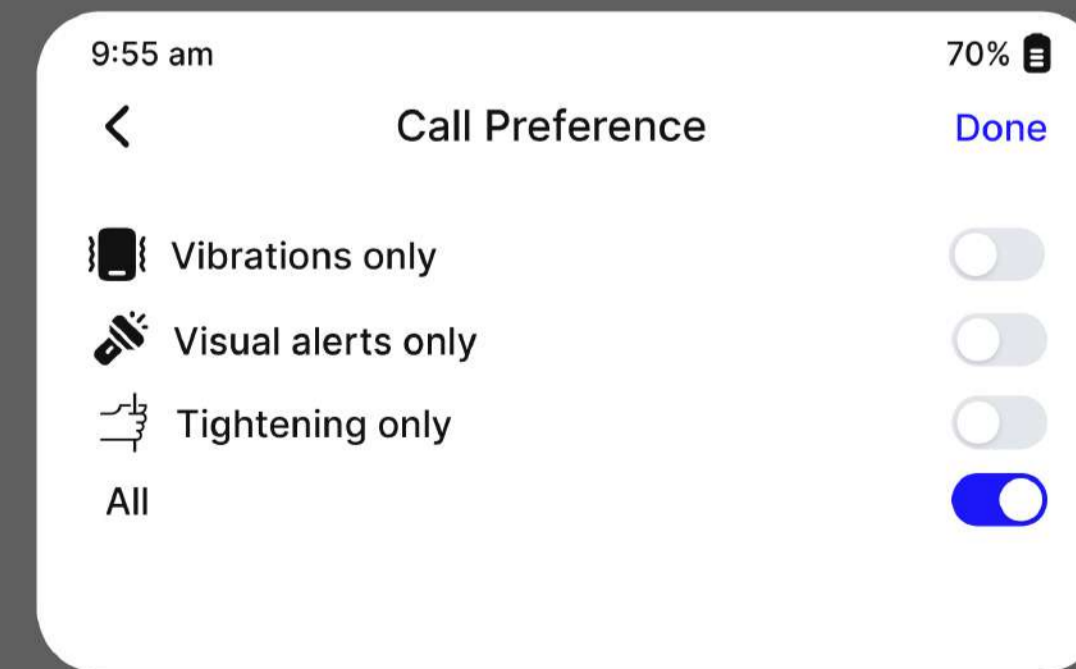 9:55 am 70%
Call Preference Done
Vibrations only
Visual alerts only
Tightening only
All